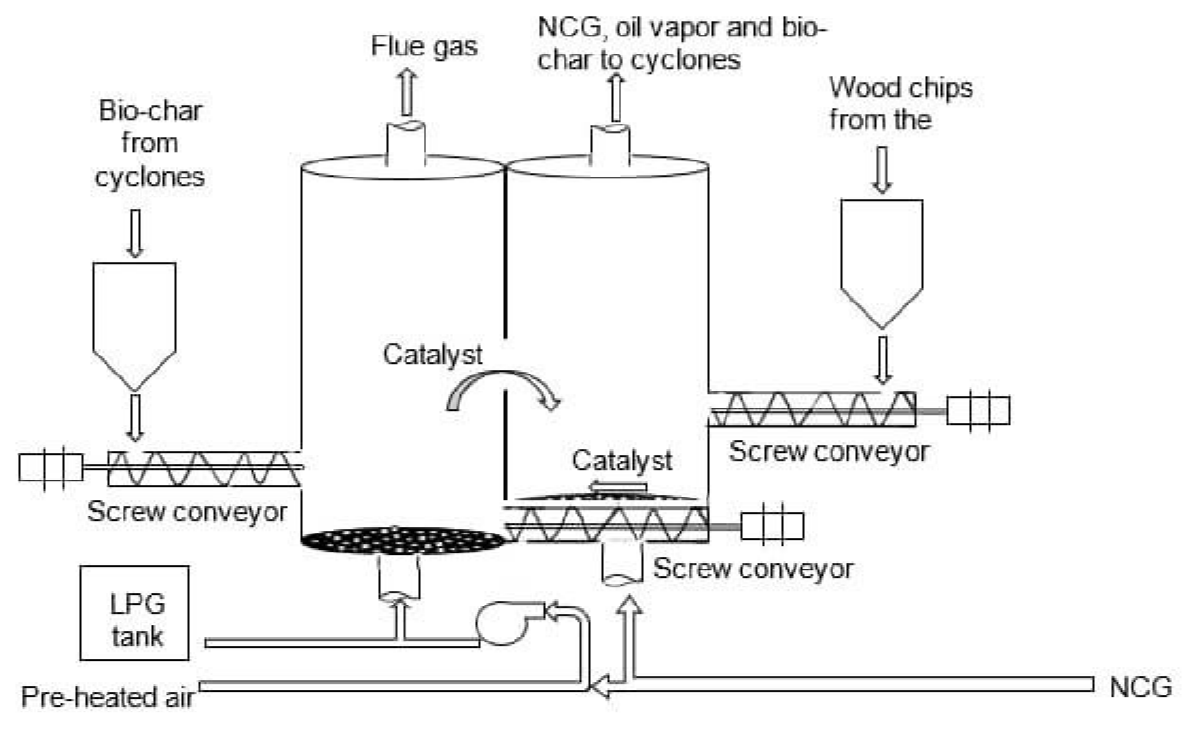 Flue gas
NCG, oil vapor and bio-
char to cyclones
Wood chips
from the
Bio-char
from
cyclones
Catalyst
Catalyst
Screw conveyor
Screw conveyor
Screw conveyor
LPG
tank
Pre-heated air
NCG